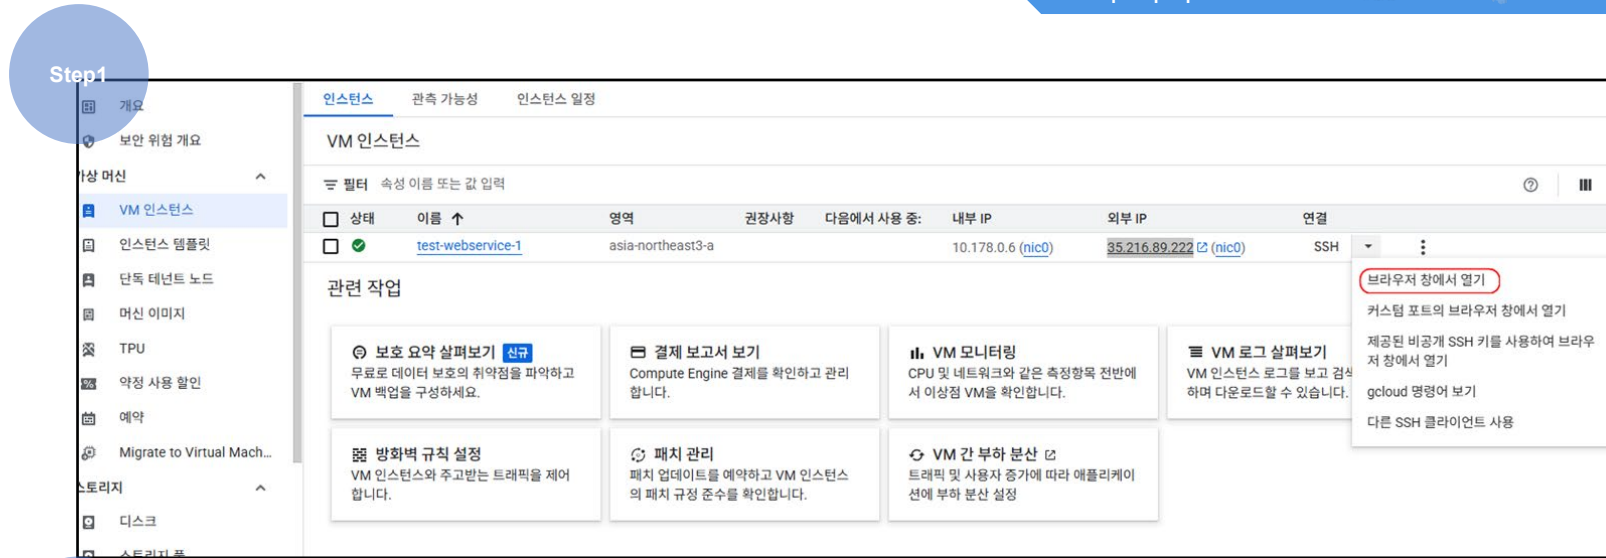 Step1
개요
보안 위험 개요
가상 머신
VM 인스턴스
인스턴스 템플릿
단독 테넌트 노드
머신 이미지
TPU
약정 사용 할인
예약
Migrate to Virtual Mach...
스토리지
디스크
스토리지 풀
인스턴스 관측 가능성 인스턴스 일정
VM 인스턴스
필터 속성 이름 또는 값 입력
상태 이름 ↑ 영역 권장사항 다음에서 사용 중: 내부 IP 외부 IP 연결
test-webservice-1 asia-northeast3-a 10.178.0.6 (nic0) 35.216.89.222 (nic0) SSH
브라우저 창에서 열기
커스텀 포트의 브라우저 창에서 열기
제공된 비공개 SSH 키를 사용하여 브라우
저 창에서 열기
gcloud 명령어 보기
다른 SSH 클라이언트 사용
관련 작업
보호 요약 살펴보기 신규
무료로 데이터 보호의 취약점을 파악하고
VM 백업을 구성하세요.
결제 보고서 보기
Compute Engine 결제를 확인하고 관리
합니다.
VM 모니터링
CPU 및 네트워크와 같은 측정항목 전반에
서 이상점 VM을 확인합니다.
VM 로그 살펴보기
VM 인스턴스 로그를 보고 검색
하며 다운로드할 수 있습니다.
방화벽 규칙 설정
VM 인스턴스와 주고받는 트래픽을 제어
합니다.
패치 관리
패치 업데이트를 예약하고 VM 인스턴스
의 패치 규정 준수를 확인합니다.
VM 간 부하 분산
트래픽 및 사용자 증가에 따라 애플리케이
션에 부하 분산 설정